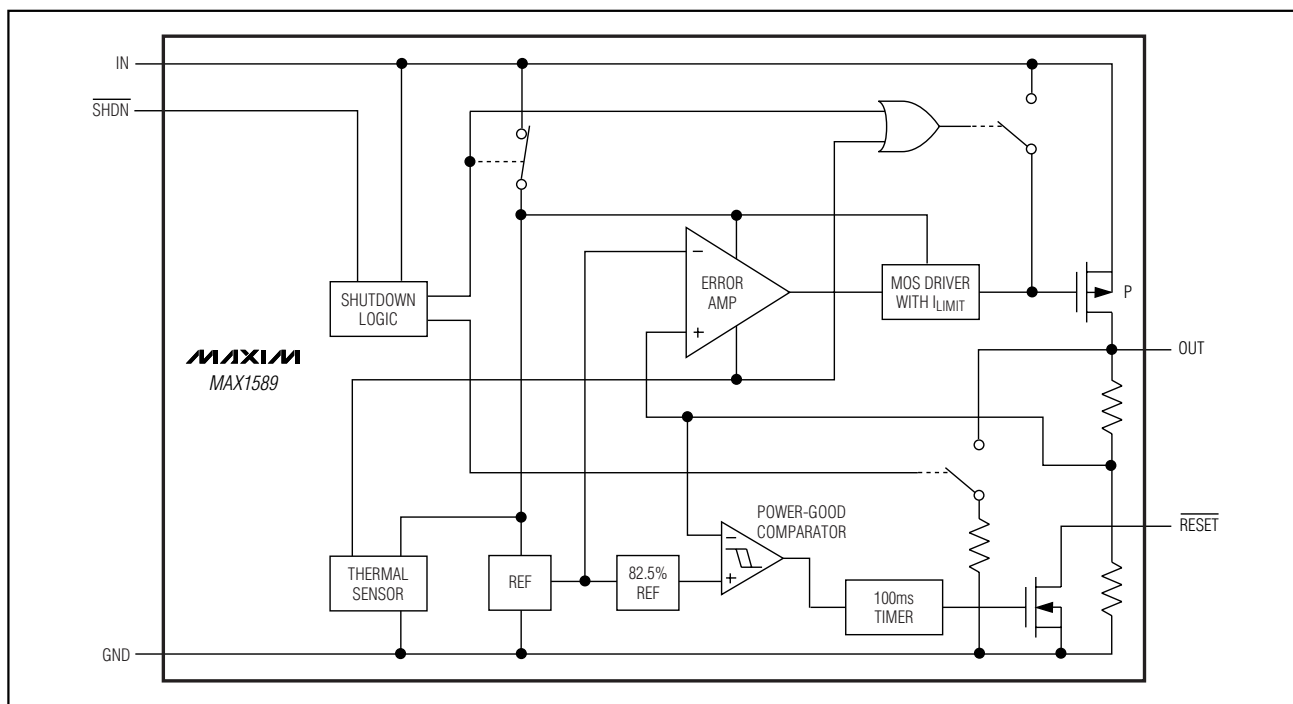 IN
SHDN
SHUTDOWN
LOGIC
MAXIM
MAX1589
−
ERROR
AMP
+
MOS DRIVER
WITH ILIMIT
P
OUT
POWER-GOOD
COMPARATOR
RESET
THERMAL
SENSOR
REF
82.5%
REF
−
+
100ms
TIMER
GND